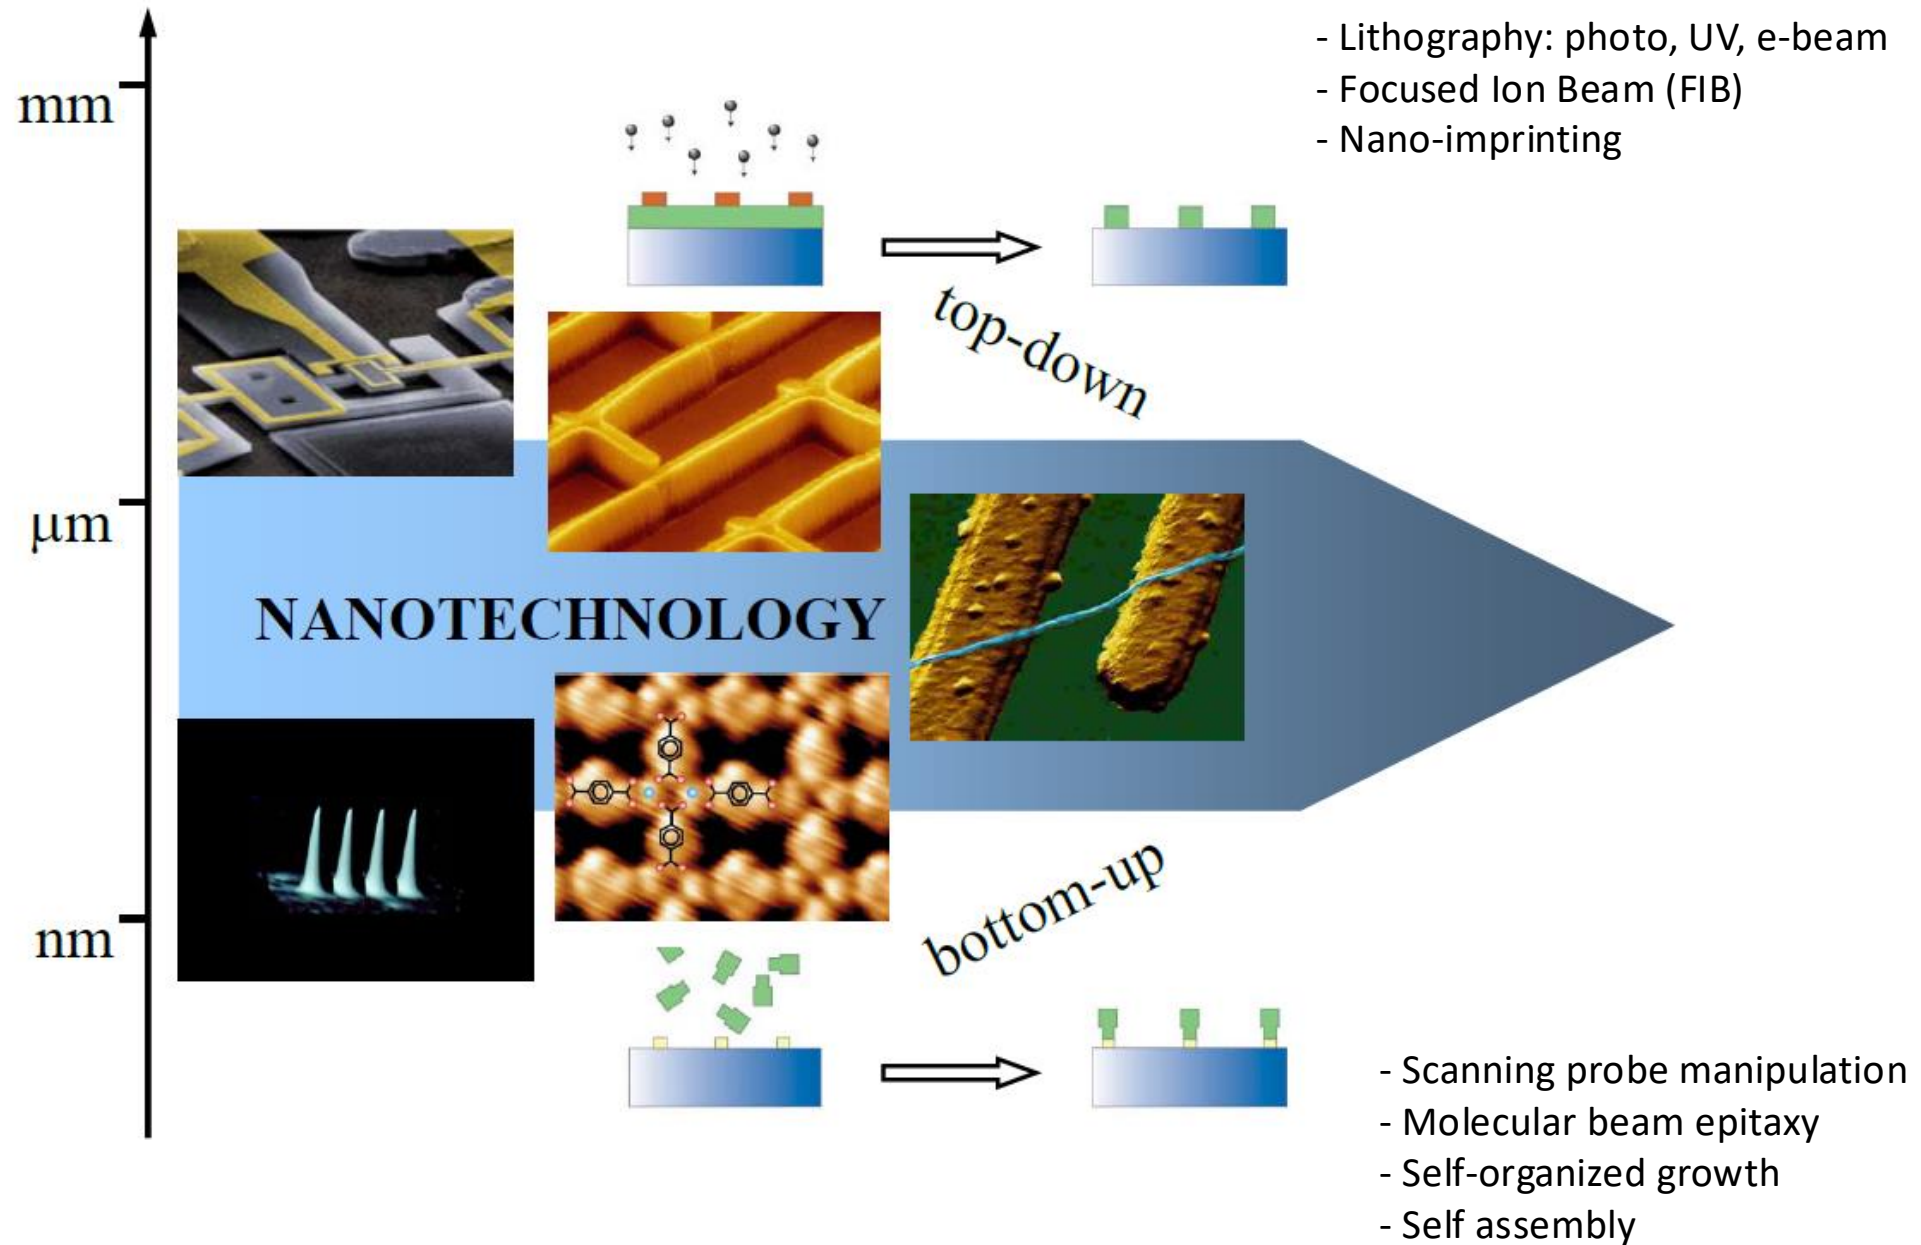 - Lithography: photo, UV, e-beam
- Focused Ion Beam (FIB)
- Nano-imprinting
mm
top-down
μm
NANOTECHNOLOGY
bottom-up
nm
- Scanning probe manipulation
- Molecular beam epitaxy
- Self-organized growth
- Self assembly